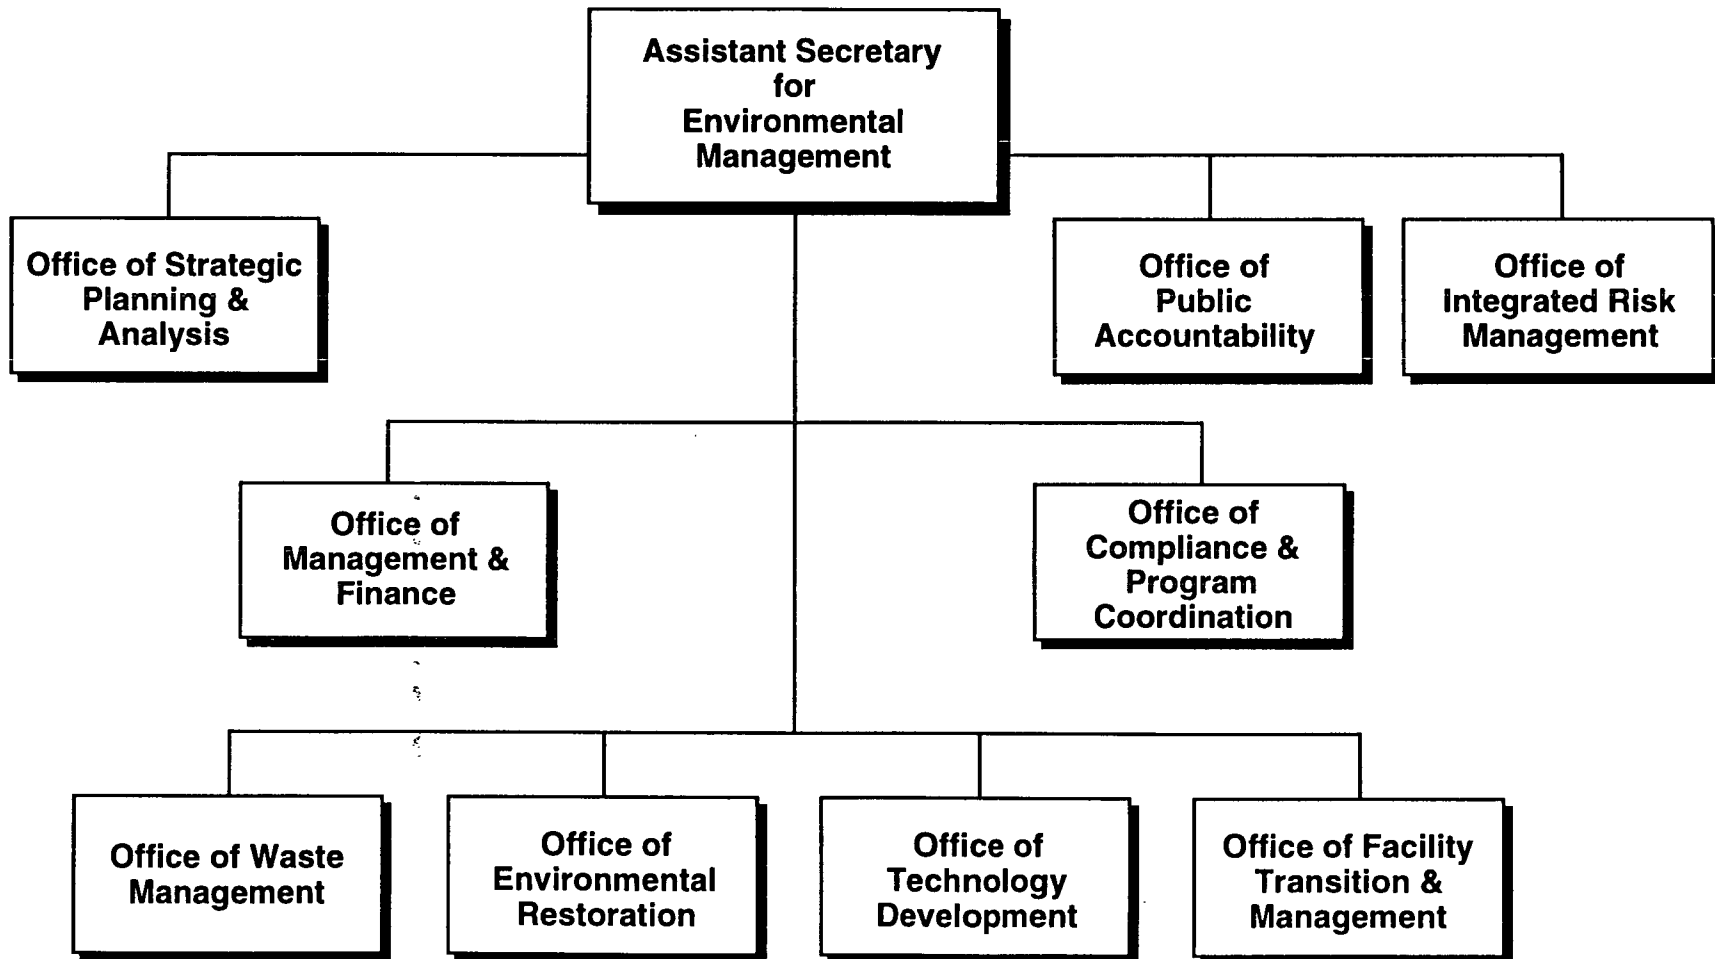 Assistant Secretary
for
Environmental
Management
Office of Strategic
Planning &
Analysis
Office of
Public
Accountability
Office of
Integrated Risk
Management
Office of
Management &
Finance
Office of
Compliance &
Program
Coordination
Office of Waste
Management
Office of
Environmental
Restoration
Office of
Technology
Development
Office of Facility
Transition &
Management